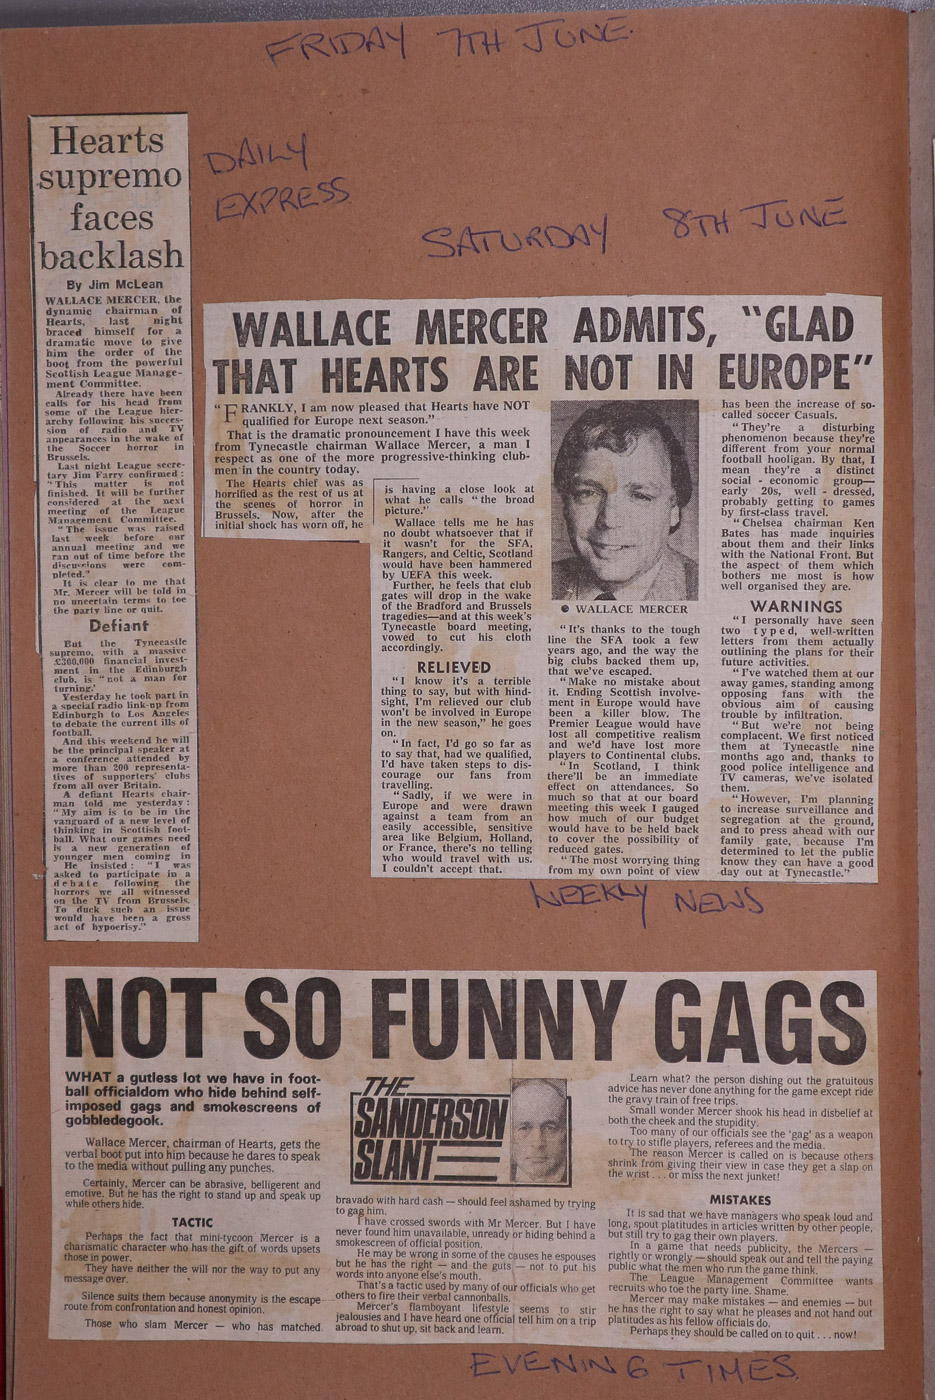 FRIDAY 7TH JUNE
DAILY
EXPRESS
Hearts
supremo
faces
backlash
By Jim McLean
WALLACE MERCER, the
dynamic chairman of
Hearts, last night
braced himself for a
dramatic move to give
him the order of the
boot from the powerful
Scottish League Manage-
ment Committee.
Already there have been
calls for his head from
some of the League hier-
archy following his succes-
sion of radio and TV
appearances in the wake of
the Soccer horror in
Brussels.
Last night League secre-
tary Jim Farry confirmed:
"This matter is not
finished. It will be further
considered at the next
meeting of the League
Management Committee.
"The issue was raised
last week before our
annual meeting and we
ran out of time before the
discussions were com-
pleted."
It is clear to me that
Mr. Mercer will be told in
no uncertain terms to toe
the party line or quit.
Defiant
But the Tynecastle
supremo, with a massive
£300,000 financial invest-
ment in the Edinburgh
club, is "not a man for
turning.'
Yesterday he took part in
a special radio link-up from
Edinburgh to Los Angeles
to debate the current ills of
football.
And this weekend he will
be the principal speaker at
a conference attended by
more than 200 representa-
tives of supporters' clubs
from all over Britain.
A defiant Hearts chair-
man told me yesterday:
"My aim is to be in the
vanguard of a new level of
thinking in Scottish foot-
ball. What our games need
is a new generation of
younger men coming in
He insisted: "I was
asked to participate in a
debate following the
horrors we all witnessed
on the TV from Brussels.
To duck such an issue
would have been a gross
act of hypocrisy."
SATURDAY 8TH JUNE
WALLACE MERCER ADMITS, "GLAD
THAT HEARTS ARE NOT IN EUROPE"
"FRANKLY, I am now pleased that Hearts have NOT
qualified for Europe next season."
That is the dramatic pronouncement I have this week
from Tynecastle chairman Wallace Mercer, a man I
respect as one of the more progressive-thinking club-
men in the country today.
The Hearts chief was as
horrified as the rest of us at
the scenes of horror in
Brussels. Now, after the
initial shock has worn off, he
is having a close look at
what he calls "the broad
picture."
Wallace tells me he has
no doubt whatsoever that if
it wasn't for the SFA,
Rangers, and Celtic, Scotland
would have been hammered
by UEFA this week.
Further, he feels that club
gates will drop in the wake
of the Bradford and Brussels
tragedies—and at this week's
Tynecastle board meeting,
vowed to cut his cloth
accordingly.
RELIEVED
"I know it's a terrible
thing to say, but with hind-
sight, I'm relieved our club
won't be involved in Europe
in the new season," he goes
on.
"In fact, I'd go so far as
to say that, had we qualified,
I'd have taken steps to dis-
courage our fans from
travelling.
"Sadly, if we were in
Europe and were drawn
against a team from an
easily accessible, sensitive
area like Belgium, Holland,
or France, there's no telling
who would travel with us.
I couldn't accept that.
● WALLACE MERCER
"It's thanks to the tough
line the SFA took a few
years ago, and the way the
big clubs backed them up,
that we've escaped.
"Make no mistake about
it. Ending Scottish involve-
ment in Europe would have
been a killer blow. The
Premier League would have
lost all competitive realism
and we'd have lost more
players to Continental clubs.
"In Scotland, I think
there'll be an immediate
effect on attendances. So
much so that at our board
meeting this week I gauged
how much of our budget
would have to be held back
to cover the possibility of
reduced gates.
"The most worrying thing
from my own point of view
has been the increase of so-
called soccer Casuals.
"They're a disturbing
phenomenon because they're
different from your normal
football hooligan. By that, I
mean they're a distinct
social - economic group—
early 20s, well - dressed,
probably getting to games
by first-class travel.
"Chelsea chairman Ken
Bates has made inquiries
about them and their links
with the National Front. But
the aspect of them which
bothers me most is how
well organised they are.
WARNINGS
"I personally have seen
two typed, well-written
letters from them actually
outlining the plans for their
future activities.
"I've watched them at our
away games, standing among
opposing fans with the
obvious aim of causing
trouble by infiltration.
"But we're not being
complacent. We first noticed
them at Tynecastle nine
months ago and, thanks to
good police intelligence and
TV cameras, we've isolated
them.
"However, I'm planning
to increase surveillance and
segregation at the ground,
and to press ahead with our
family gate, because I'm
determined to let the public
know they can have a good
day out at Tynecastle."
WEEKLY NEWS
NOT SO FUNNY GAGS
WHAT a gutless lot we have in foot-
ball officialdom who hide behind self-
imposed gags and smokescreens of
gobbledegook.
Wallace Mercer, chairman of Hearts, gets the
verbal boot put into him because he dares to speak
to the media without pulling any punches.
Certainly, Mercer can be abrasive, belligerent and
emotive. But he has the right to stand up and speak up
while others hide.
TACTIC
Perhaps the fact that mini-tycoon Mercer is a
charismatic character who has the gift of words upsets
those in power.
They have neither the will nor the way to put any
message over.
Silence suits them because anonymity is the escape
route from confrontation and honest opinion.
Those who slam Mercer — who has matched
THE
SANDERSON
SLANT
bravado with hard cash — should feel ashamed by trying
to gag him.
I have crossed swords with Mr Mercer. But I have
never found him unavailable, unready or hiding behind a
smokescreen of official position.
He may be wrong in some of the causes he espouses
but he has the right — and the guts — not to put his
words into anyone else's mouth.
That's a tactic used by many of our officials who get
others to fire their verbal cannonballs.
Mercer's flamboyant lifestyle seems to stir
jealousies and I have heard one official tell him on a trip
abroad to shut up, sit back and learn.
Learn what? the person dishing out the gratuitous
advice has never done anything for the game except ride
the gravy train of free trips.
Small wonder Mercer shook his head in disbelief at
both the cheek and the stupidity.
Too many of our officials see the 'gag' as a weapon
to try to stifle players, referees and the media.
The reason Mercer is called on is because others
shrink from giving their view in case they get a slap on
the wrist . . . or miss the next junket!
MISTAKES
It is sad that we have managers who speak loud and
long, spout platitudes in articles written by other people,
but still try to gag their own players.
In a game that needs publicity, the Mercers —
rightly or wrongly — should speak out and tell the paying
public what the men who run the game think.
The League Management Committee wants
recruits who toe the party line. Shame.
Mercer may make mistakes — and enemies — but
he has the right to say what he pleases and not hand out
platitudes as his fellow officials do.
Perhaps they should be called on to quit . . . now!
EVENING TIMES